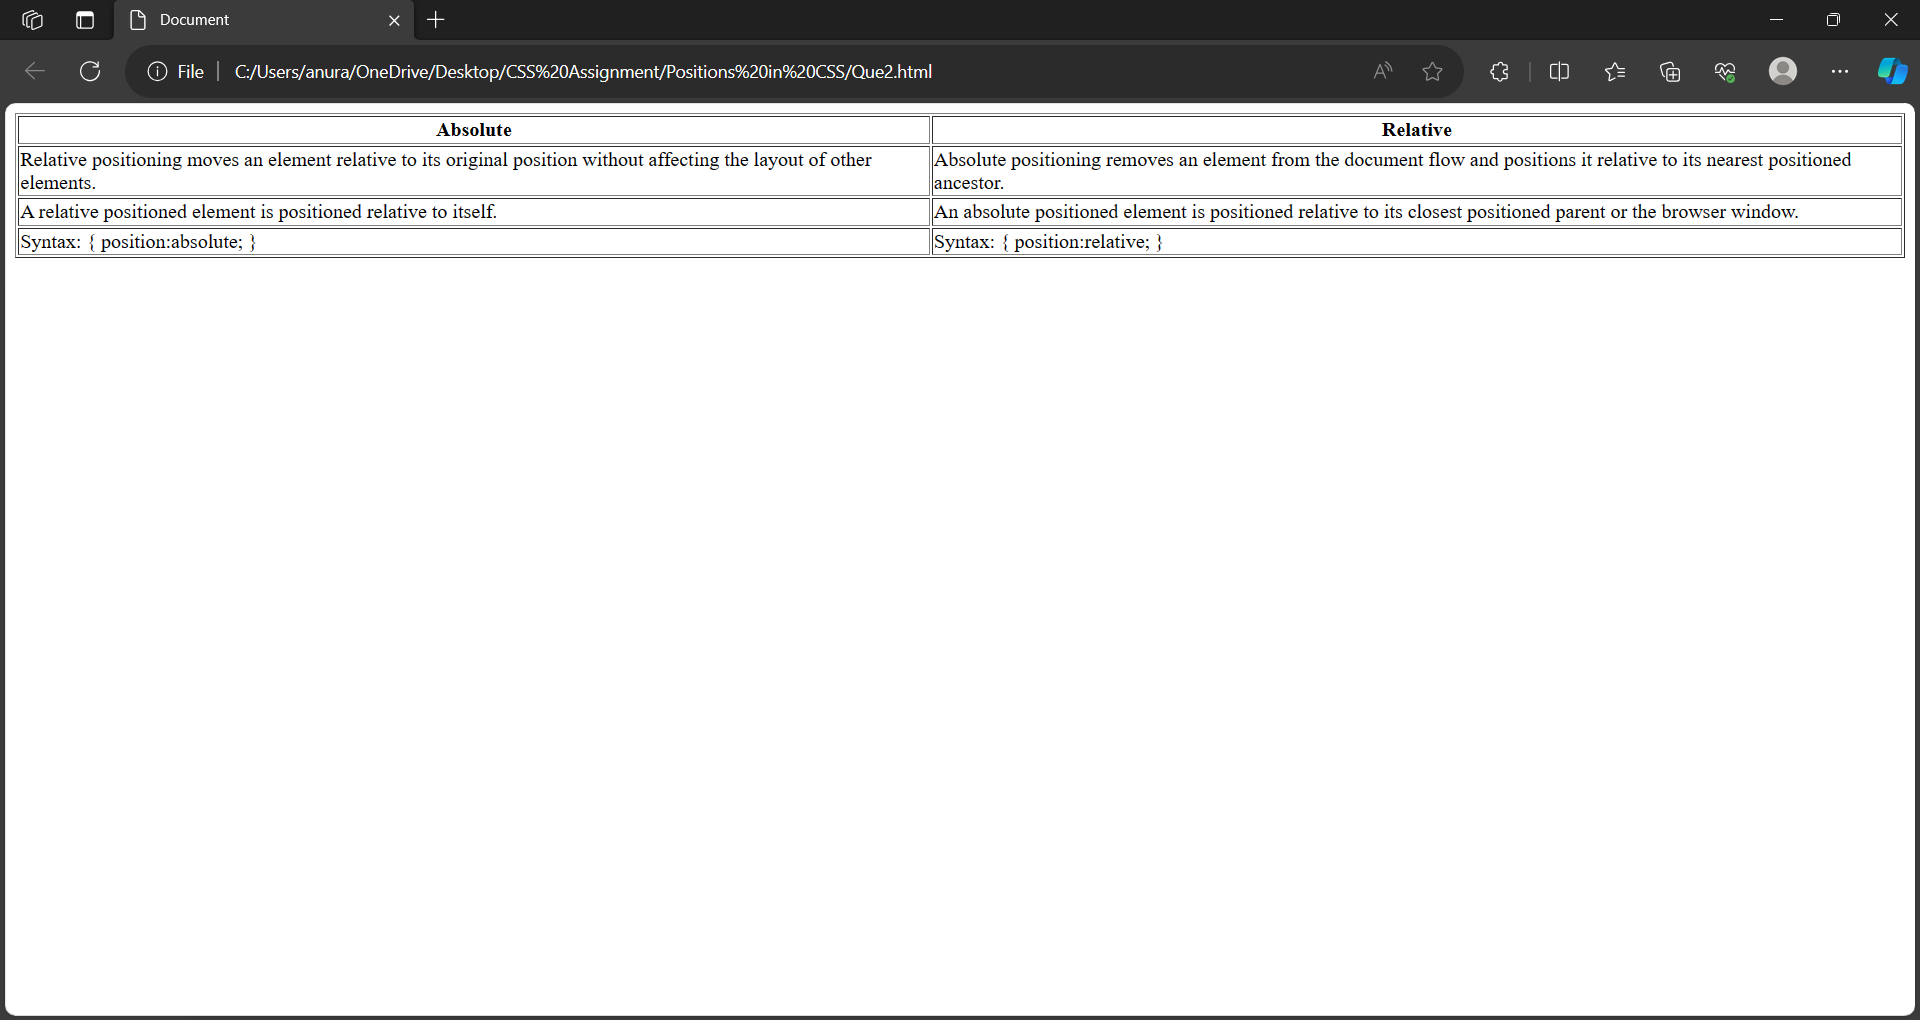 Document
File
C:/Users/anura/OneDrive/Desktop/CSS%20Assignment/Positions%20in%20CSS/Que2.html
Absolute
Relative
Relative positioning moves an element relative to its original position without affecting the layout of other
elements.
Absolute positioning removes an element from the document flow and positions it relative to its nearest positioned
ancestor.
A relative positioned element is positioned relative to itself.
An absolute positioned element is positioned relative to its closest positioned parent or the browser window.
Syntax: { position:absolute; }
Syntax: { position:relative; }